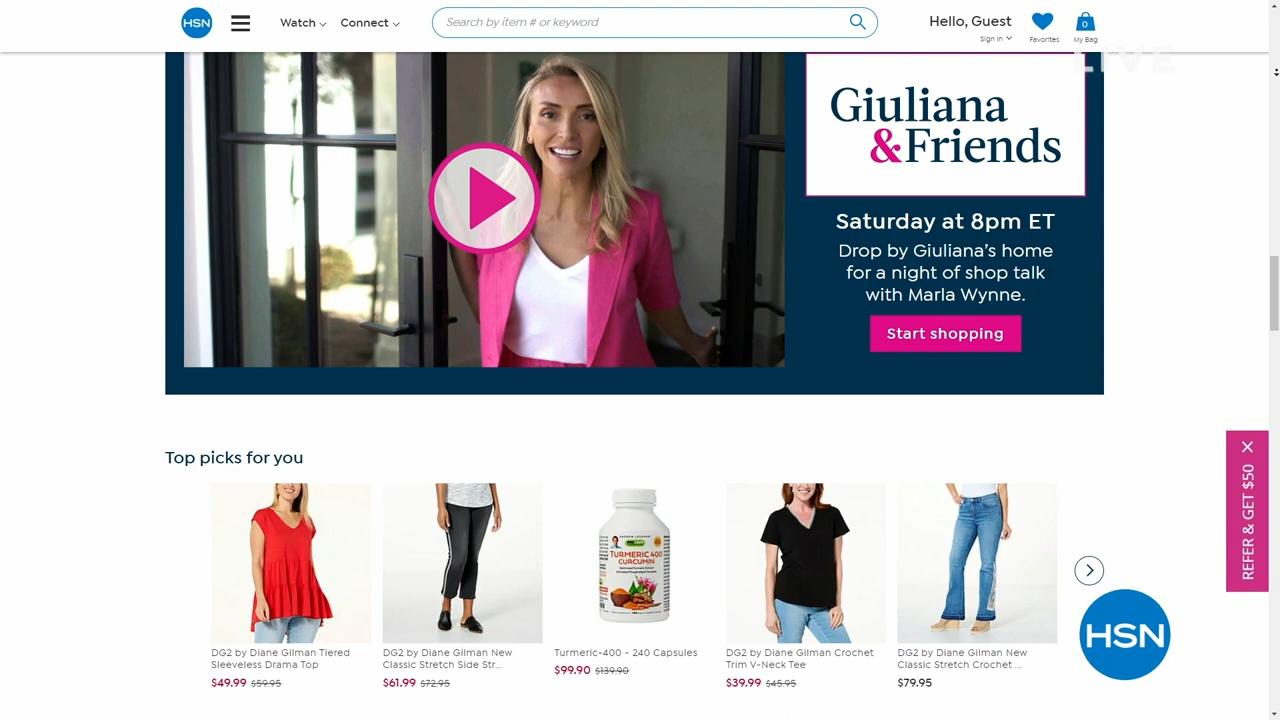 HSN
Watch
Connect
Search by item # or keyword
Hello, Guest
Sign In
Favorites
0
My Bag
LIVE
Giuliana
&Friends
Saturday at 8pm ET
Drop by Giuliana's home
for a night of shop talk
with Marla Wynne.
Start shopping
REFER & GET $50
Top picks for you
TURMERIC 400
CURCUMIN
DG2 by Diane Gilman Tiered
Sleeveless Drama Top
$49.99 $59.95
DG2 by Diane Gilman New
Classic Stretch Side Str...
$61.99 $72.95
Turmeric-400 - 240 Capsules
$99.90 $139.90
DG2 by Diane Gilman Crochet
Trim V-Neck Tee
$39.99 $45.95
DG2 by Diane Gilman New
Classic Stretch Crochet ...
$79.95
HSN